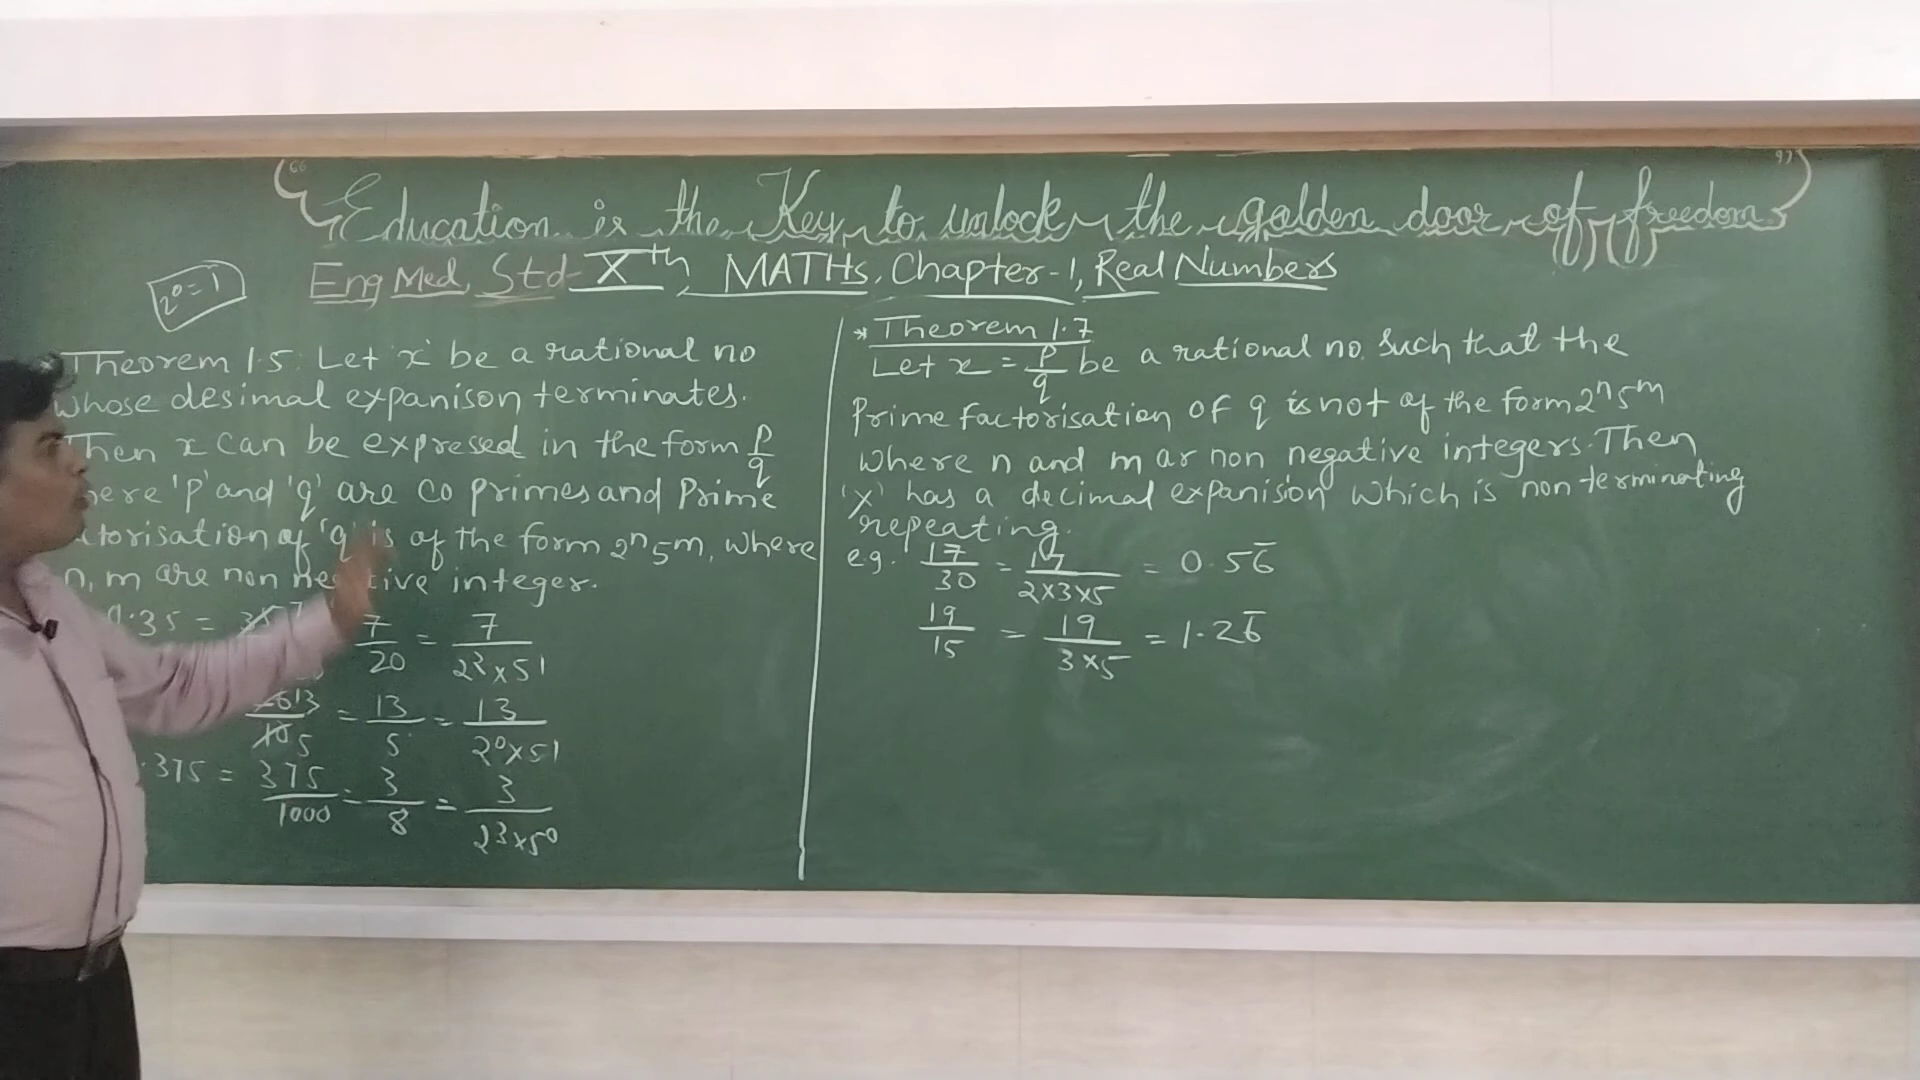 “Education is the Key to unlock the golden door of freedom”
Eng Med, Std-Xth, MATHs, Chapter-1, Real Numbers
2⁰=1
Theorem 1.5: Let 'x' be a rational no
whose desimal expanison terminates.
Then x can be expresed in the form p/q
'p' and 'q' are co primes and Prime
of 'q' is of the form 2ⁿ5ᵐ, where
n, m are non negative integer.
.35 = 7/20 = 7/2²×5¹
10 5 = 13/5 = 13/2⁰×5¹
.375 = 375/1000 = 3/8 = 3/2³×5⁰
* Theorem 1.7
Let x = p/q be a rational no. Such that the
Prime factorisation of q is not of the form 2ⁿ5ᵐ
where n and m ar non negative integers. Then
'x' has a decimal expanision which is non terminating
repeating.
e.g. 17/30 = 17/2×3×5 = 0.56̅
19/15 = 19/3×5 = 1.26̅